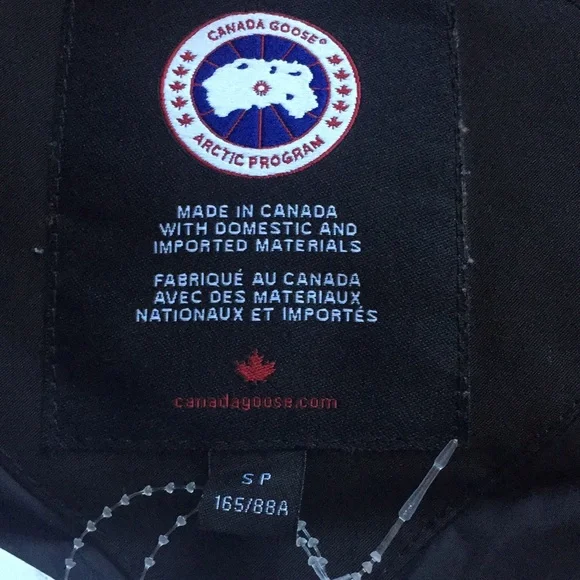 CANADA GOOSE®
ARCTIC PROGRAM
MADE IN CANADA
WITH DOMESTIC AND
IMPORTED MATERIALS
FABRIQUÉ AU CANADA
AVEC DES MATERIAUX
NATIONAUX ET IMPORTÉS
canadagoose.com
SP
165/88A